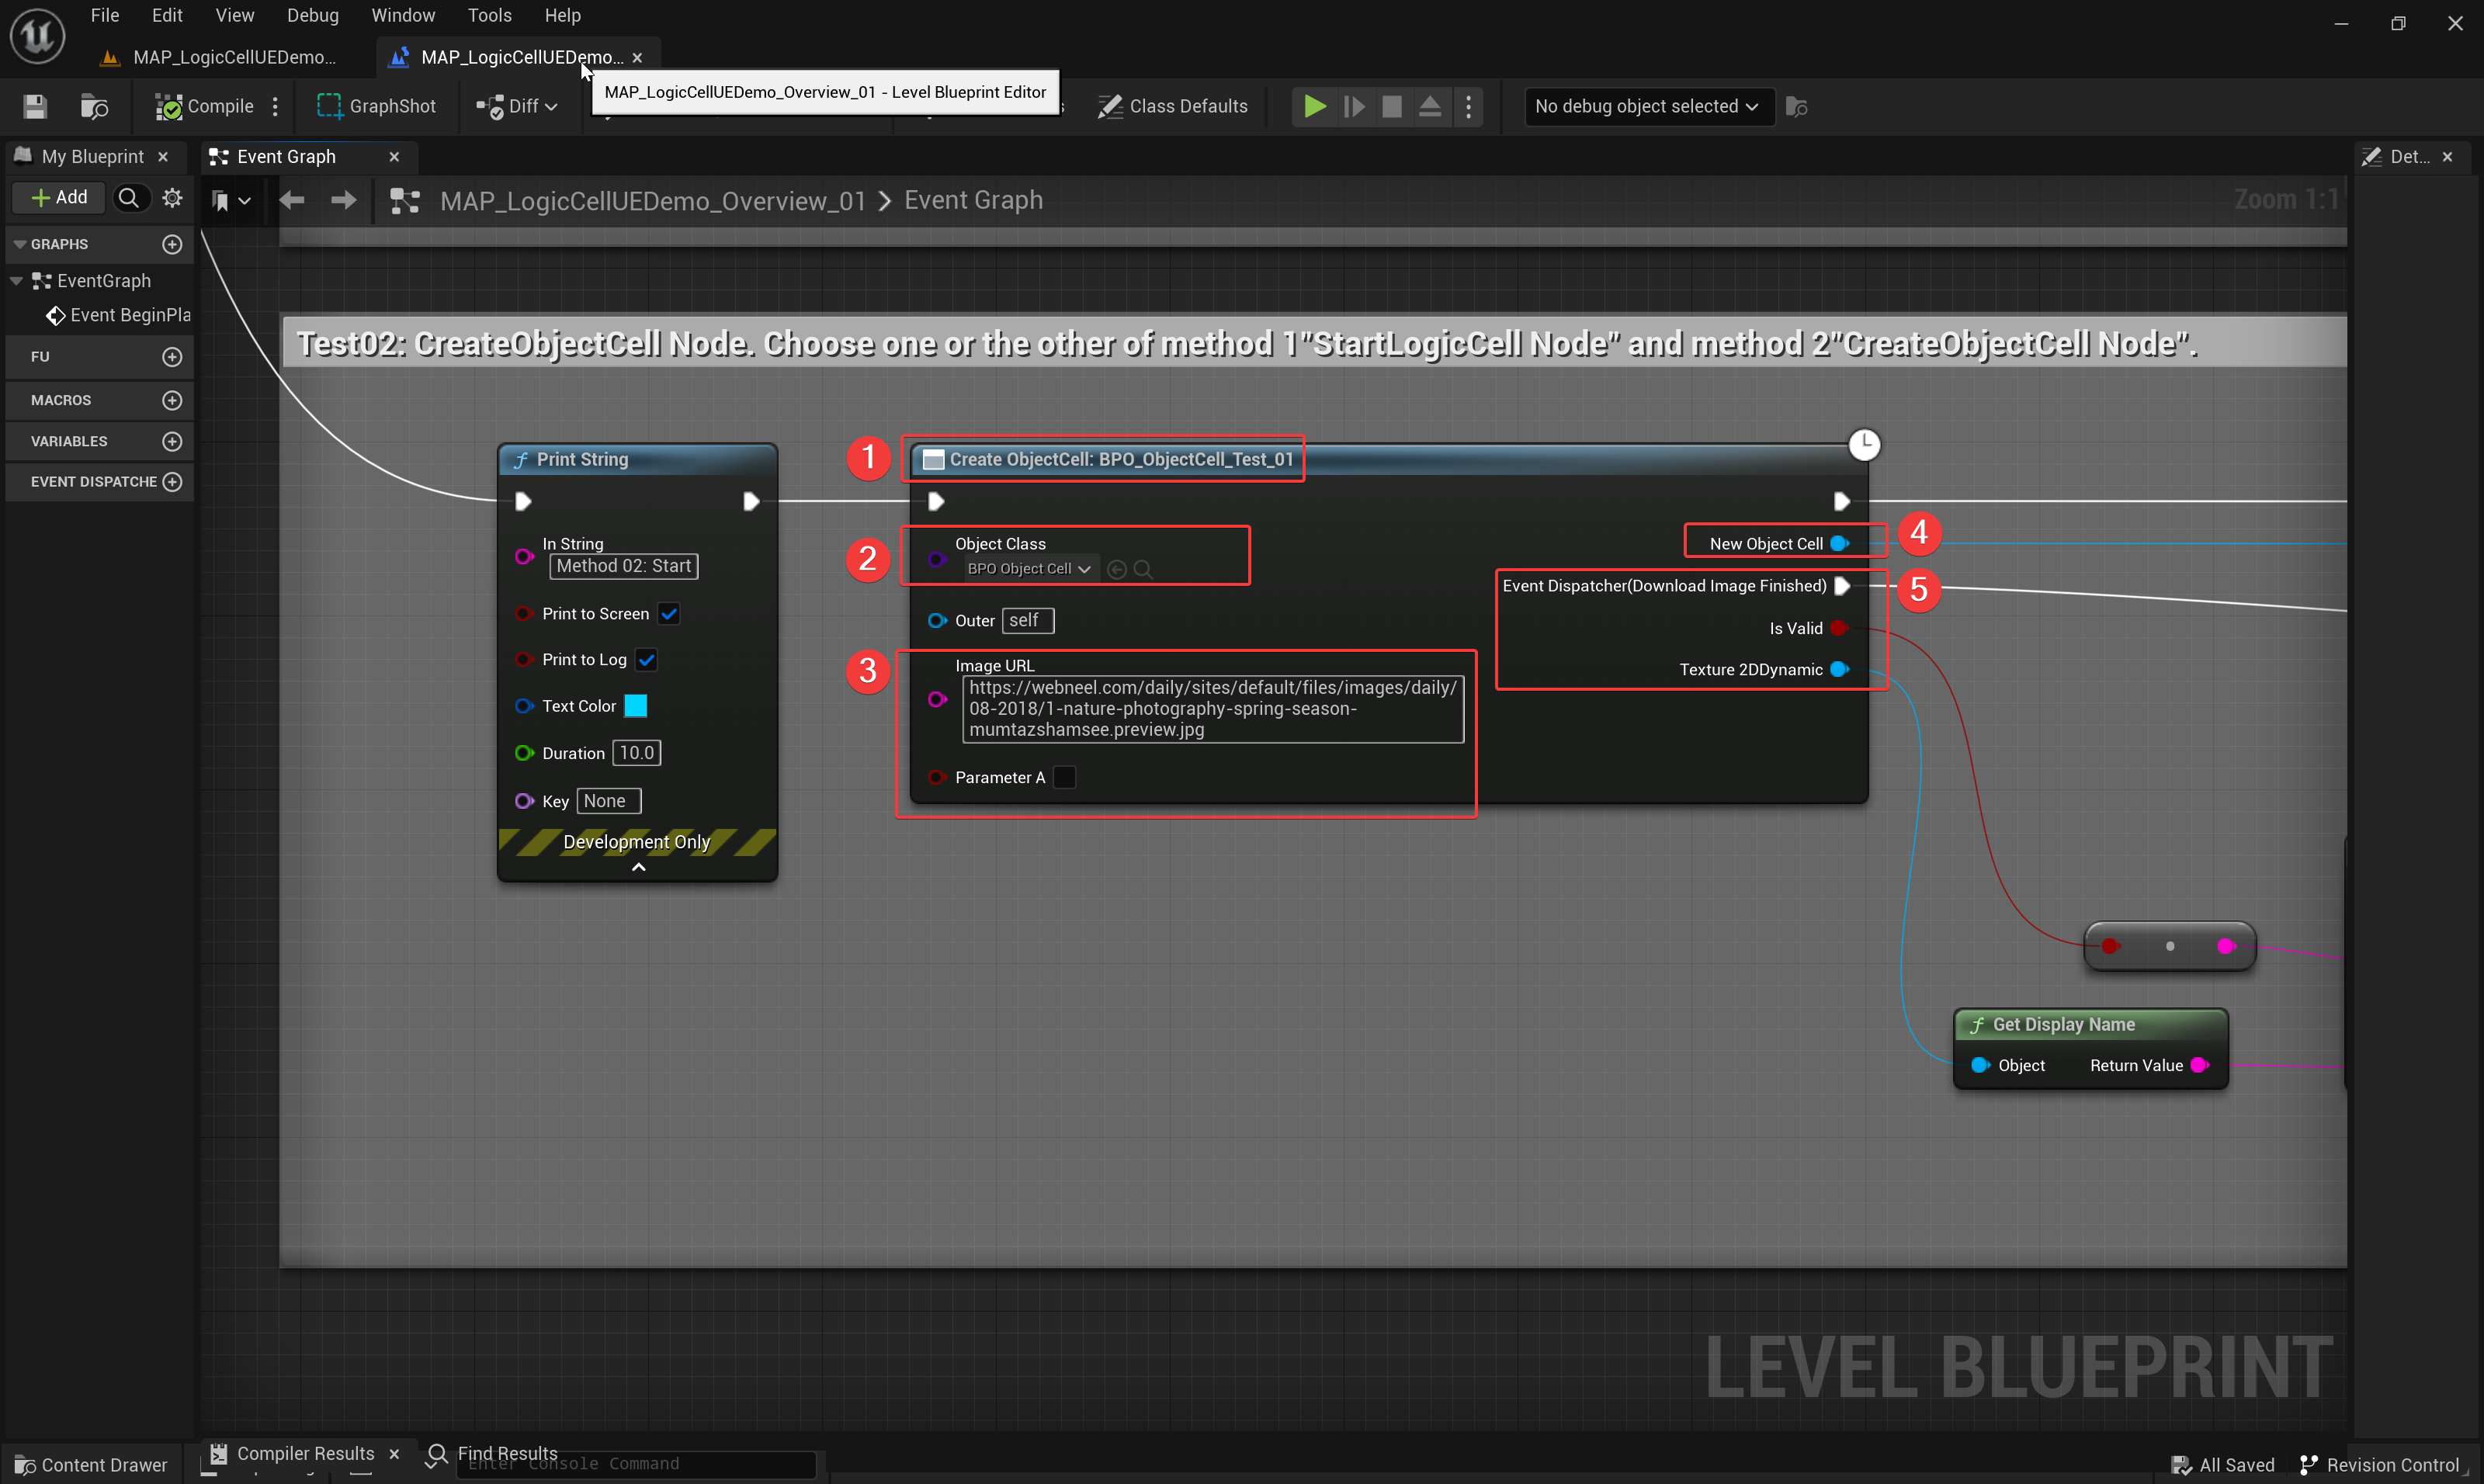 File Edit View Debug Window Tools Help
MAP_LogicCellUEDemo... MAP_LogicCellUEDemo...
Compile GraphShot Diff Class Defaults No debug object selected
MAP_LogicCellUEDemo_Overview_01 - Level Blueprint Editor
My Blueprint Event Graph Det...
Add
MAP_LogicCellUEDemo_Overview_01 > Event Graph
Zoom 1:1
GRAPHS
EventGraph
Event BeginPla
FU
MACROS
VARIABLES
EVENT DISPATCHE
Test02: CreateObjectCell Node. Choose one or the other of method 1"StartLogicCell Node" and method 2"CreateObjectCell Node".
Print String
In String
Method 02: Start
Print to Screen
Print to Log
Text Color
Duration 10.0
Key None
Development Only
1
Create ObjectCell: BPO_ObjectCell_Test_01
2
Object Class
BPO Object Cell
Outer self
3
Image URL
https://webneel.com/daily/sites/default/files/images/daily/
08-2018/1-nature-photography-spring-season-
mumtazshamsee.preview.jpg
Parameter A
New Object Cell
4
Event Dispatcher(Download Image Finished)
5
Is Valid
Texture 2DDynamic
Get Display Name
Object Return Value
LEVEL BLUEPRINT
Compiler Results Find Results
Content Drawer
Enter Console Command
All Saved Revision Control